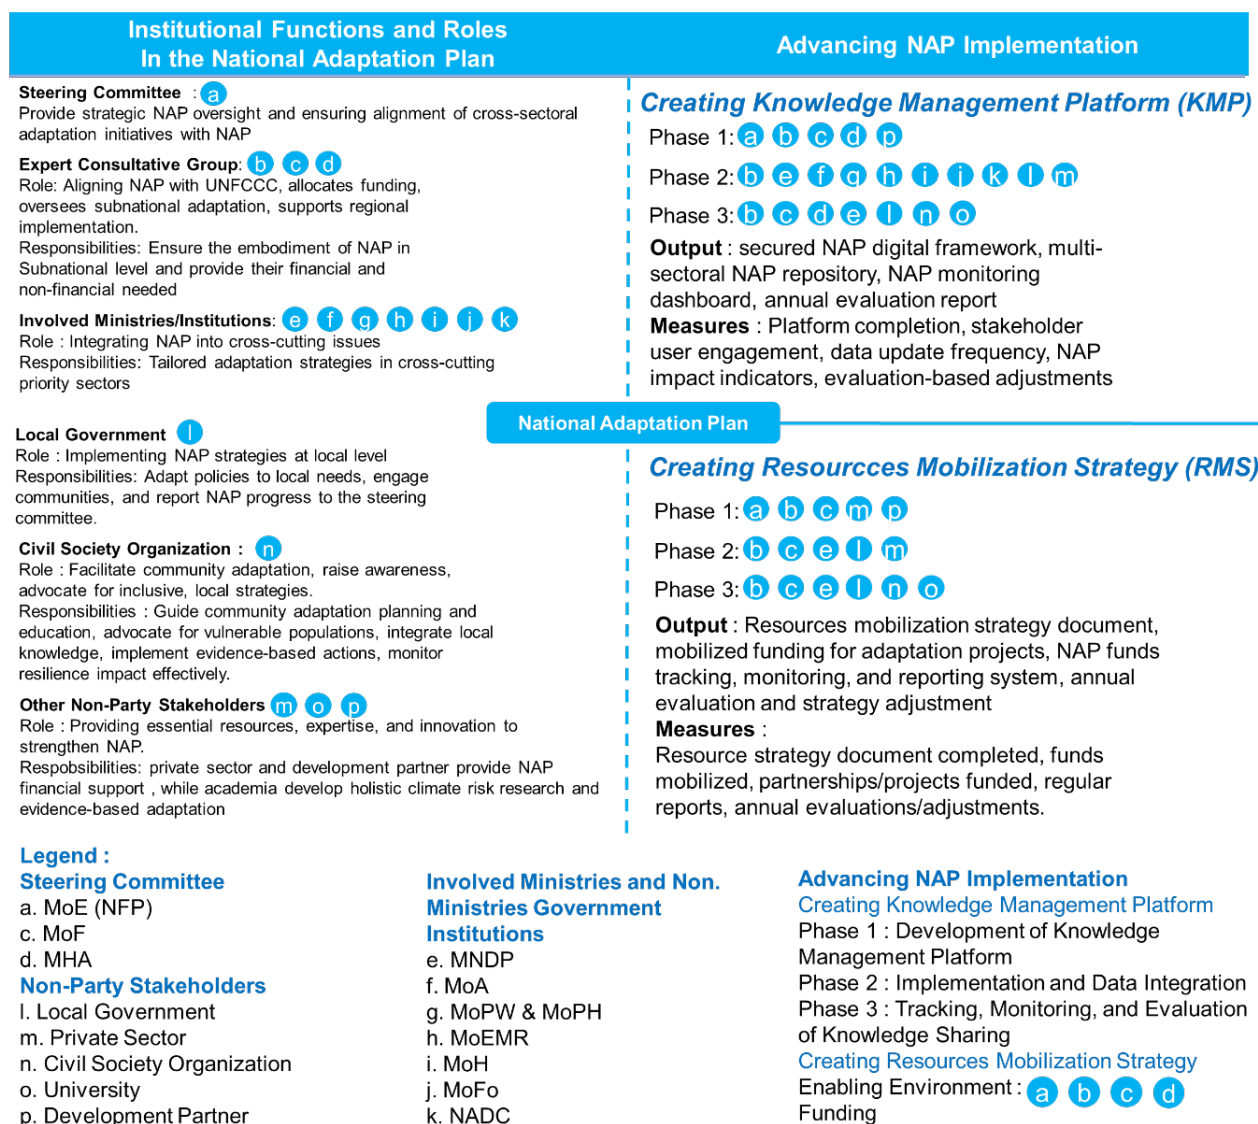 Institutional Functions and Roles
In the National Adaptation Plan
Steering Committee : a
Provide strategic NAP oversight and ensuring alignment of cross-sectoral
adaptation initiatives with NAP
Expert Consultative Group: b c d
Role: Aligning NAP with UNFCCC, allocates funding,
oversees subnational adaptation, supports regional
implementation.
Responsibilities: Ensure the embodiment of NAP in
Subnational level and provide their financial and
non-financial needed
Involved Ministries/Institutions: e f g h i j k
Role : Integrating NAP into cross-cutting issues
Responsibilities: Tailored adaptation strategies in cross-cutting
priority sectors
Local Government l
Role : Implementing NAP strategies at local level
Responsibilities: Adapt policies to local needs, engage
communities, and report NAP progress to the steering
committee.
Civil Society Organization : n
Role : Facilitate community adaptation, raise awareness,
advocate for inclusive, local strategies.
Responsibilities : Guide community adaptation planning and
education, advocate for vulnerable populations, integrate local
knowledge, implement evidence-based actions, monitor
resilience impact effectively.
Other Non-Party Stakeholders m o p
Role : Providing essential resources, expertise, and innovation to
strengthen NAP.
Respobsibilities: private sector and development partner provide NAP
financial support , while academia develop holistic climate risk research and
evidence-based adaptation
Advancing NAP Implementation
Creating Knowledge Management Platform (KMP)
Phase 1: a b c d p
Phase 2: b e f g h i j k l m
Phase 3: b c d e l n o
Output : secured NAP digital framework, multi-
sectoral NAP repository, NAP monitoring
dashboard, annual evaluation report
Measures : Platform completion, stakeholder
user engagement, data update frequency, NAP
impact indicators, evaluation-based adjustments
National Adaptation Plan
Creating Resourcces Mobilization Strategy (RMS)
Phase 1: a b c m p
Phase 2: b c e l m
Phase 3: b c e l n o
Output : Resources mobilization strategy document,
mobilized funding for adaptation projects, NAP funds
tracking, monitoring, and reporting system, annual
evaluation and strategy adjustment
Measures :
Resource strategy document completed, funds
mobilized, partnerships/projects funded, regular
reports, annual evaluations/adjustments.
Legend :
Steering Committee
a. MoE (NFP)
c. MoF
d. MHA
Non-Party Stakeholders
l. Local Government
m. Private Sector
n. Civil Society Organization
o. University
p. Development Partner
Involved Ministries and Non.
Ministries Government
Institutions
e. MNDP
f. MoA
g. MoPW & MoPH
h. MoEMR
i. MoH
j. MoFo
k. NADC
Advancing NAP Implementation
Creating Knowledge Management Platform
Phase 1 : Development of Knowledge
Management Platform
Phase 2 : Implementation and Data Integration
Phase 3 : Tracking, Monitoring, and Evaluation
of Knowledge Sharing
Creating Resources Mobilization Strategy
Enabling Environment : a b c d
Funding